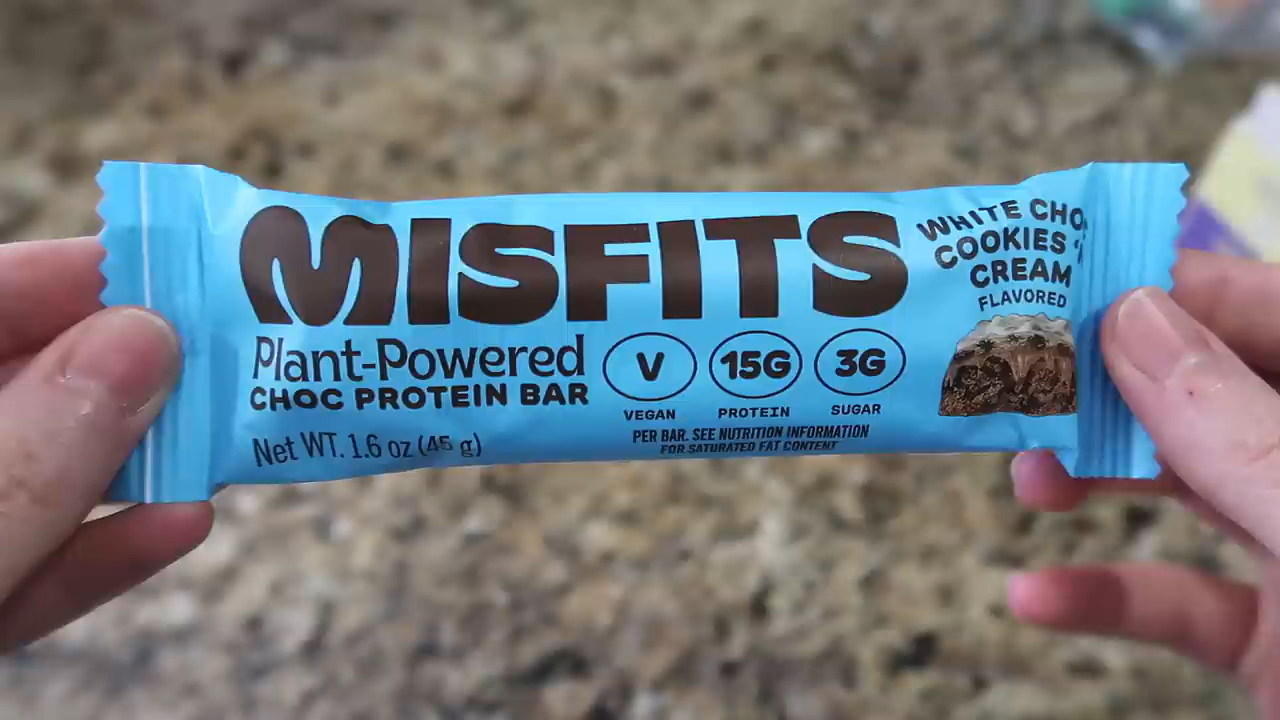 MISFITS
Plant-Powered
CHOC PROTEIN BAR
Net WT. 1.6 oz (45 g)
V
VEGAN
15G
PROTEIN
3G
SUGAR
PER BAR. SEE NUTRITION INFORMATION
FOR SATURATED FAT CONTENT
WHITE CHO
COOKIES
CREAM
FLAVORED